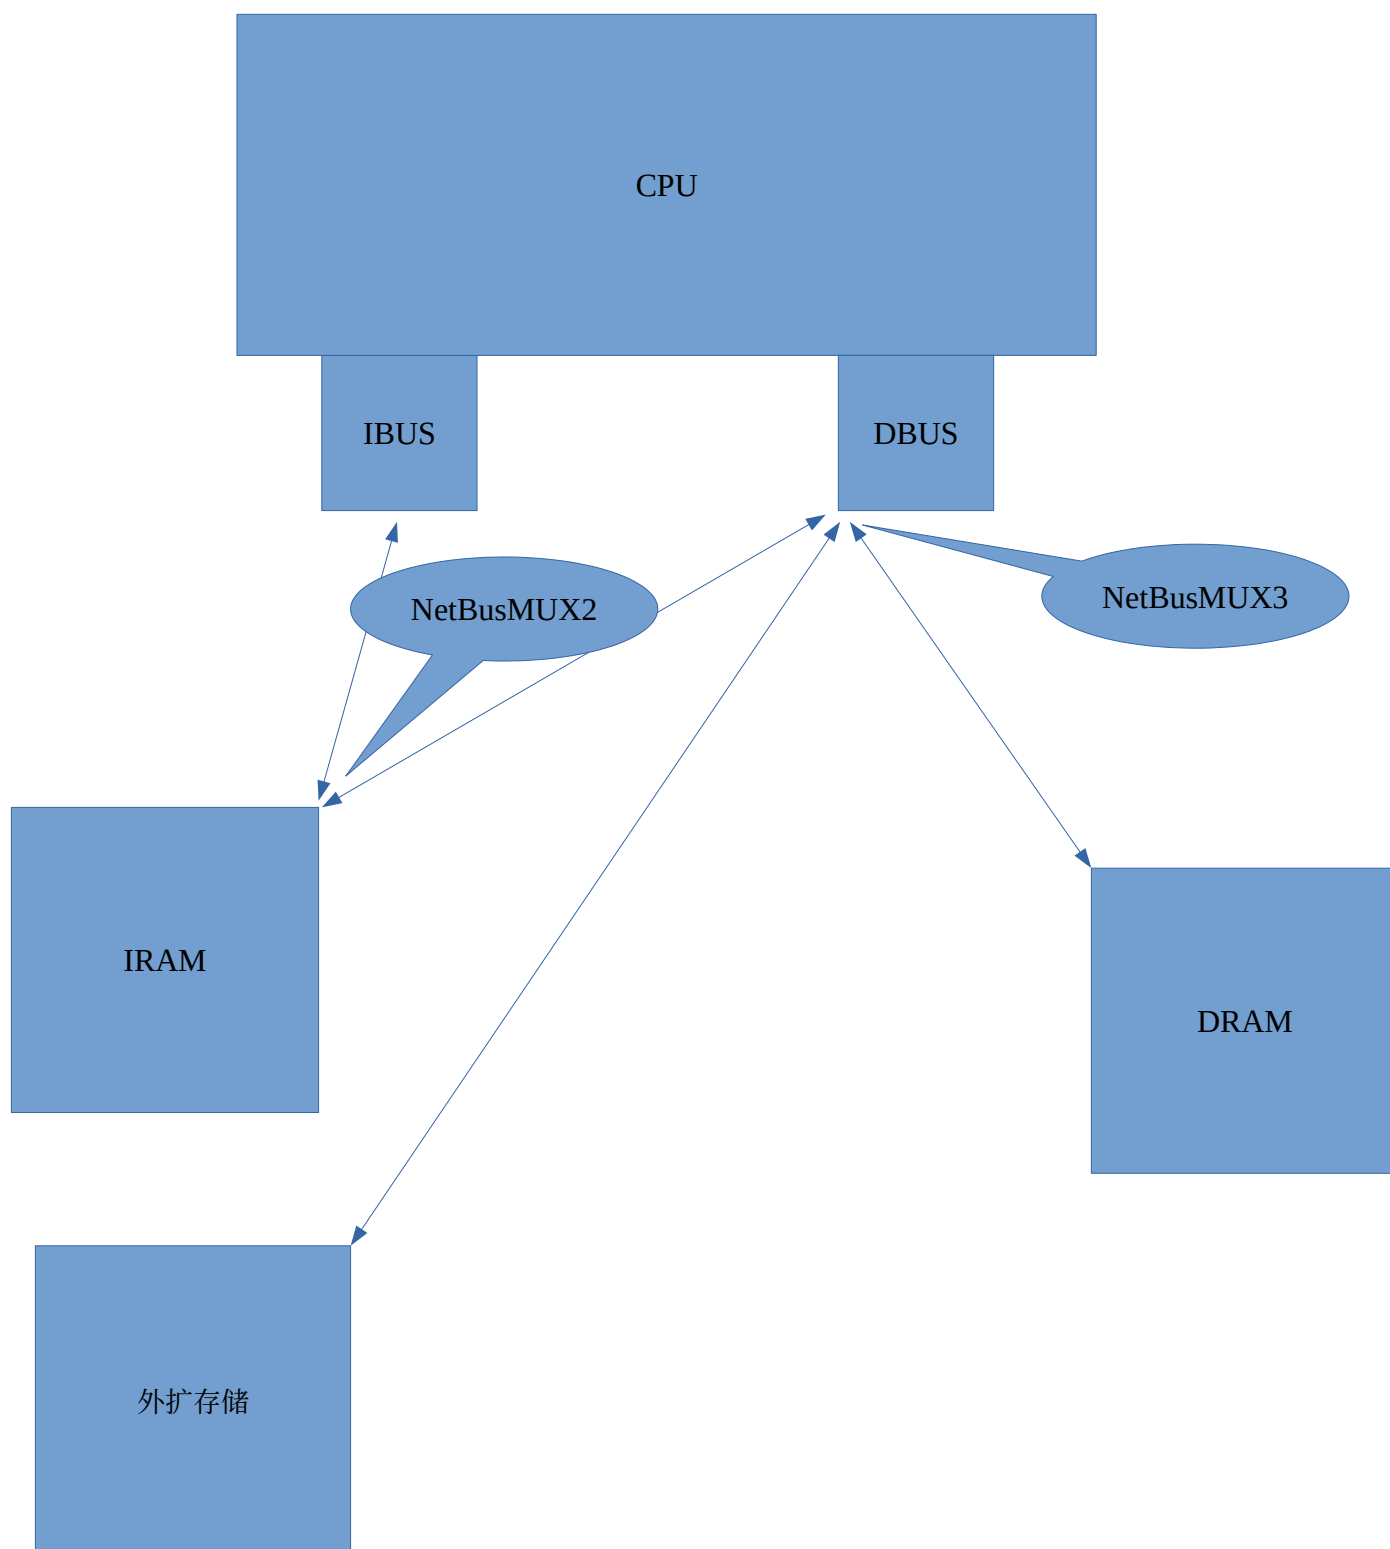 CPU
IBUS
DBUS
NetBusMUX2
NetBusMUX3
IRAM
DRAM
外扩存储